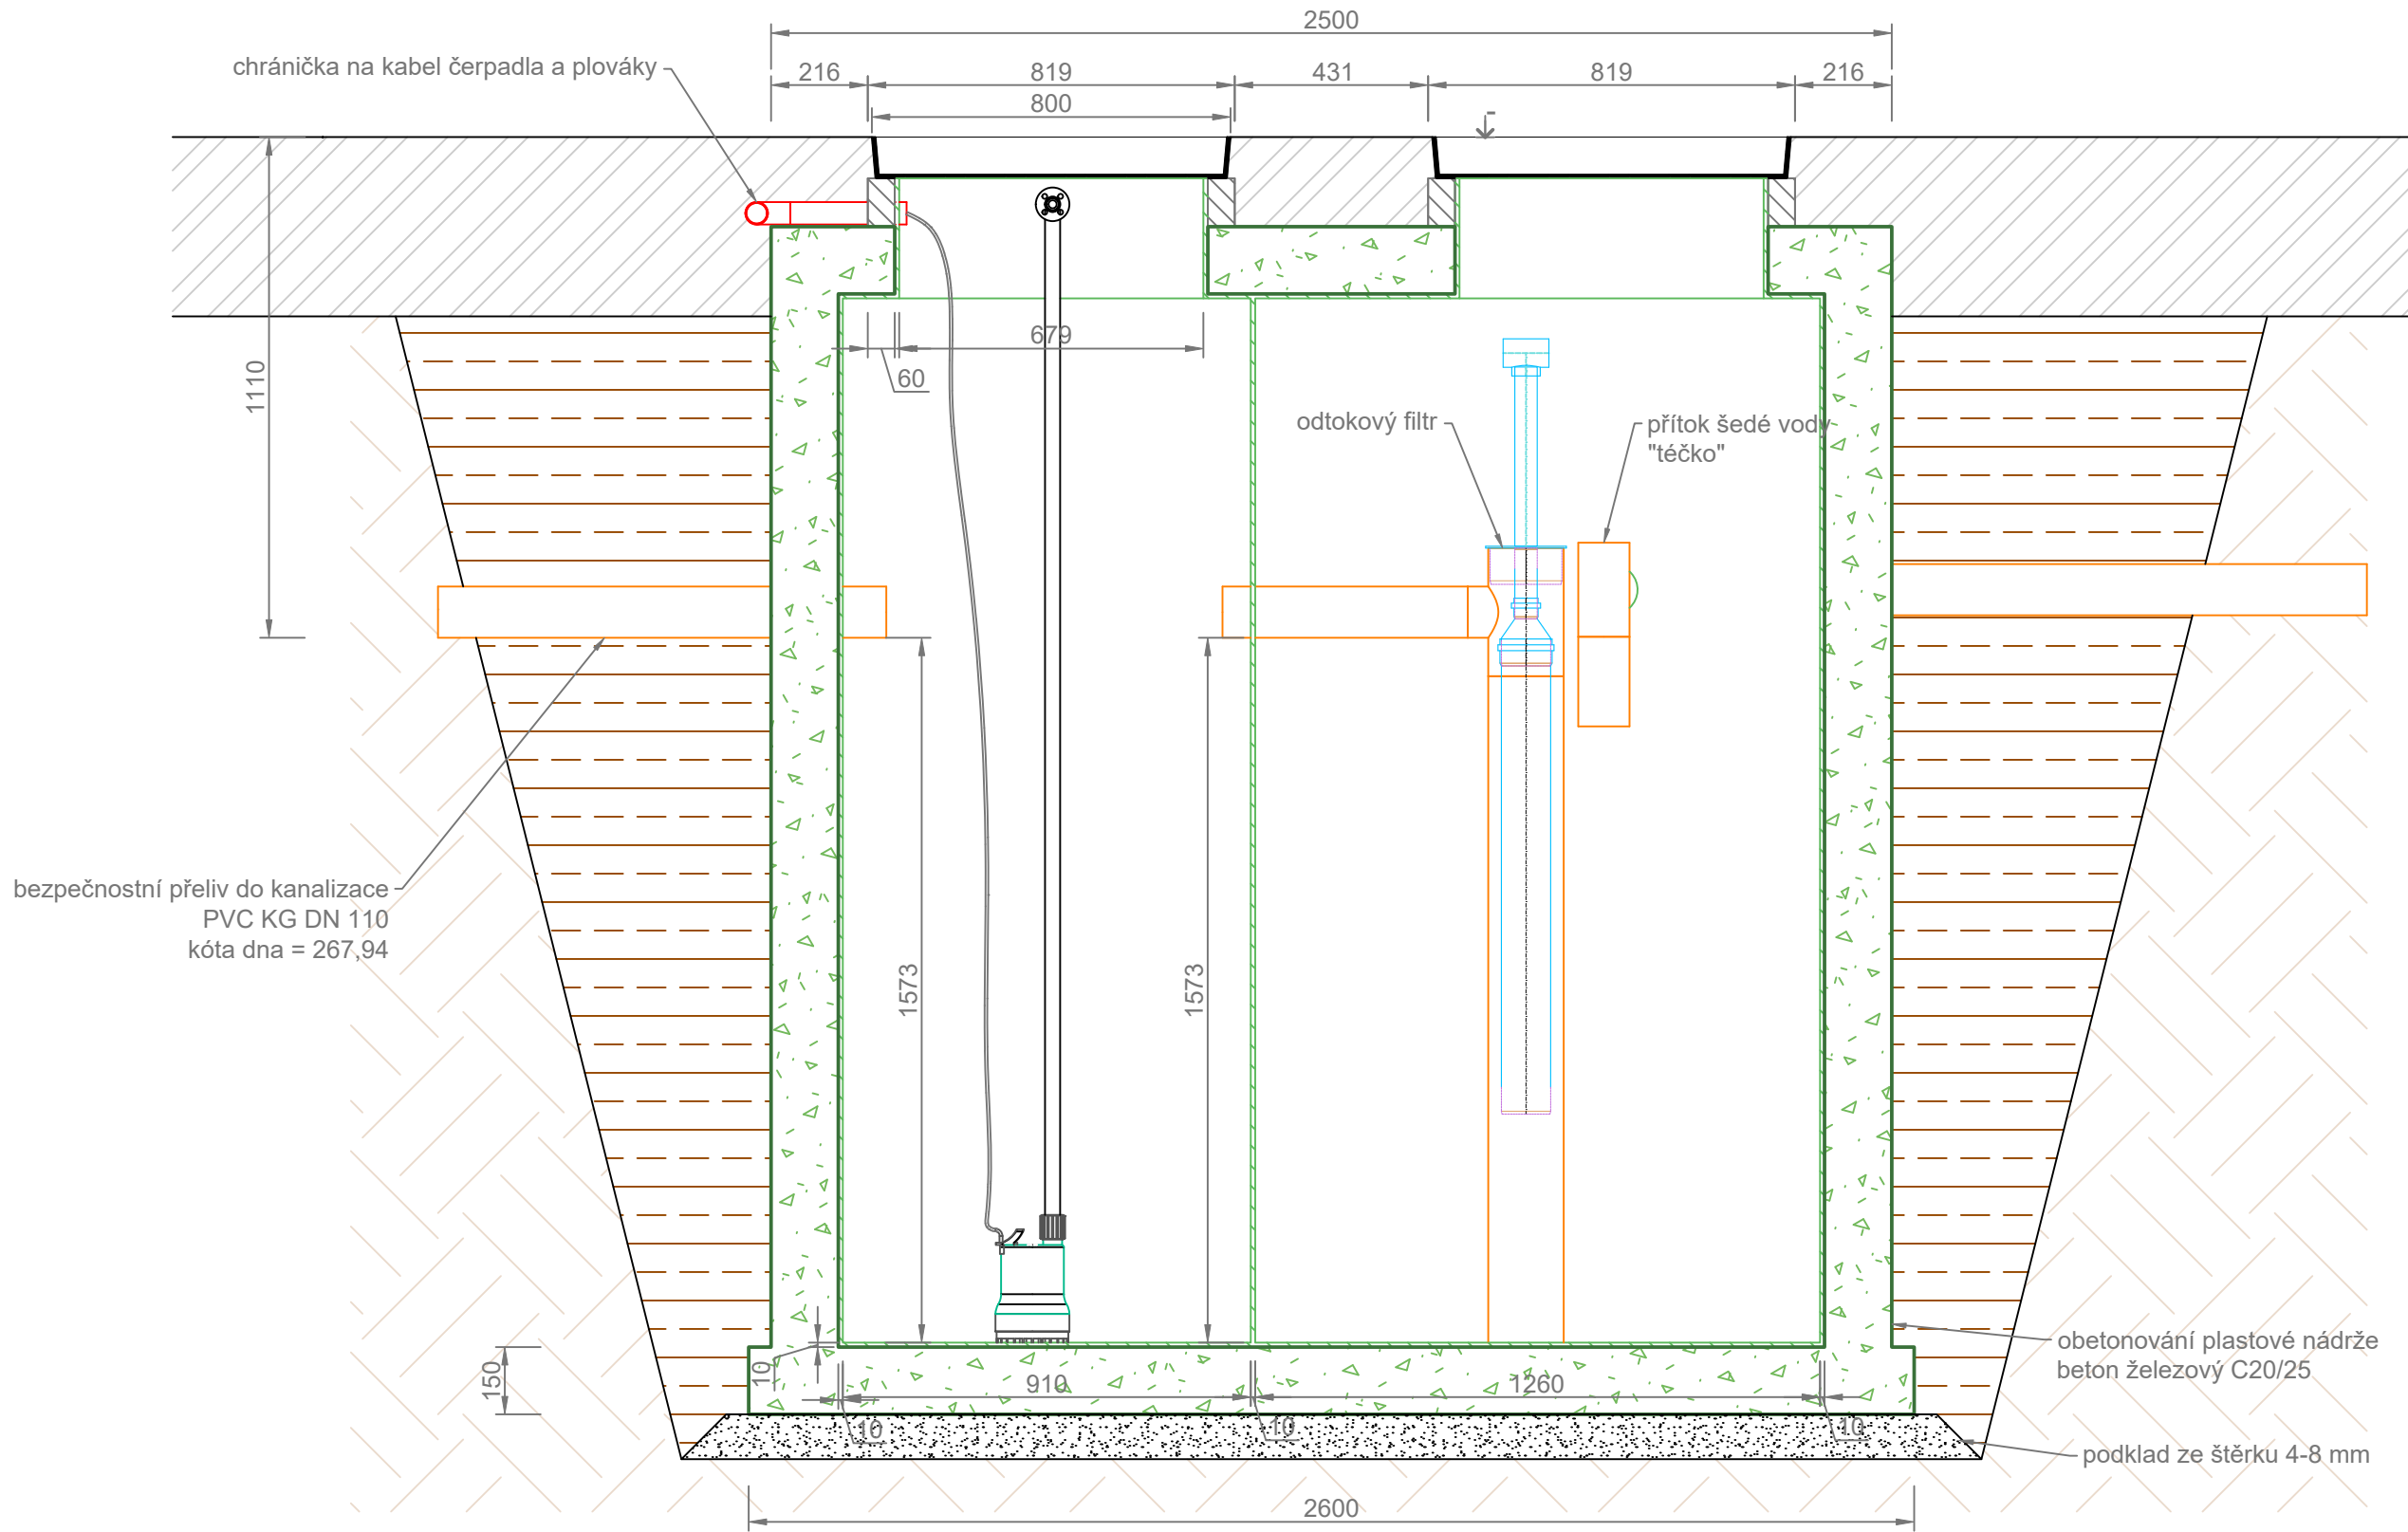 2500
chránička na kabel čerpadla a plováky
216
819
431
819
216
800
-
679
60
1110
odtokový filtr
přítok šedé vody
"téčko"
bezpečnostní přeliv do kanalizace
PVC KG DN 110
kóta dna = 267,94
1573
1573
obetonování plastové nádrže
beton železový C20/25
150
10
910
1260
10
10
10
podklad ze štěrku 4-8 mm
2600